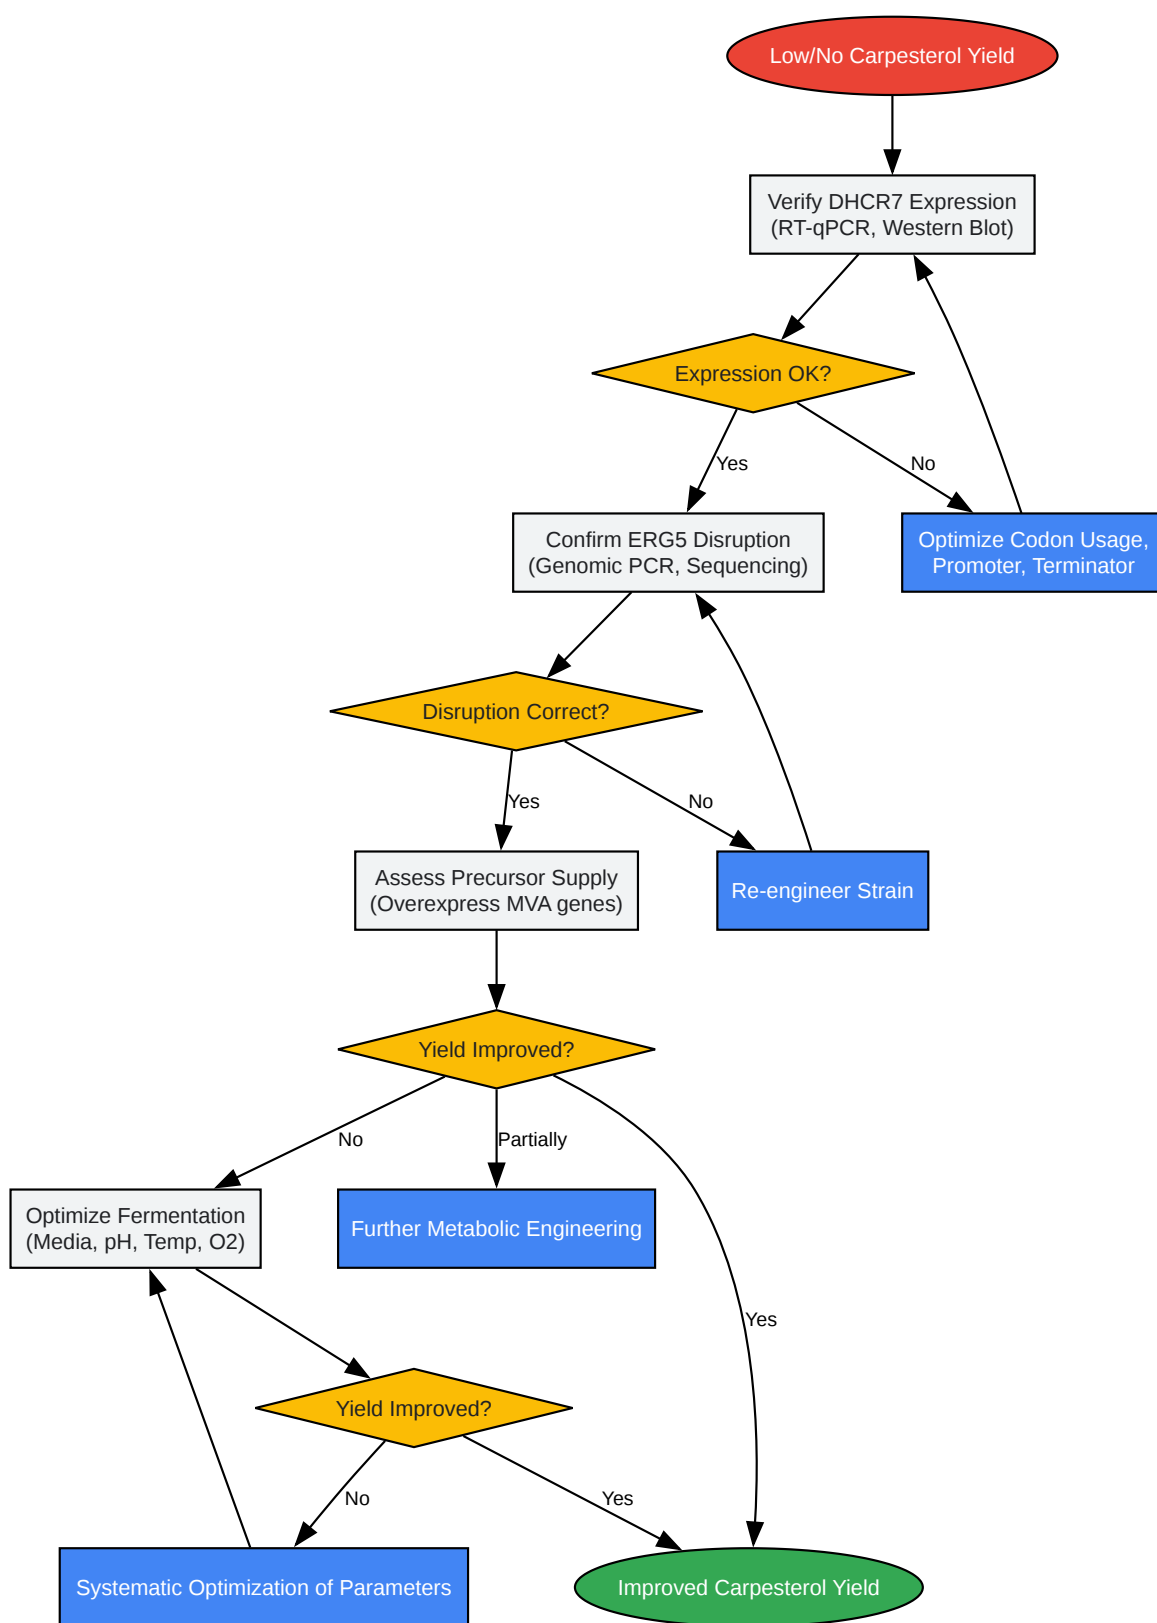 Low/No Carpesterol Yield
Verify DHCR7 Expression
(RT-qPCR, Western Blot)
Expression OK?
Yes
No
Confirm ERG5 Disruption
(Genomic PCR, Sequencing)
Optimize Codon Usage,
Promoter, Terminator
Disruption Correct?
Yes
No
Assess Precursor Supply
(Overexpress MVA genes)
Re-engineer Strain
Yield Improved?
No
Partially
Yes
Optimize Fermentation
(Media, pH, Temp, O2)
Further Metabolic Engineering
Yield Improved?
No
Yes
Systematic Optimization of Parameters
Improved Carpesterol Yield